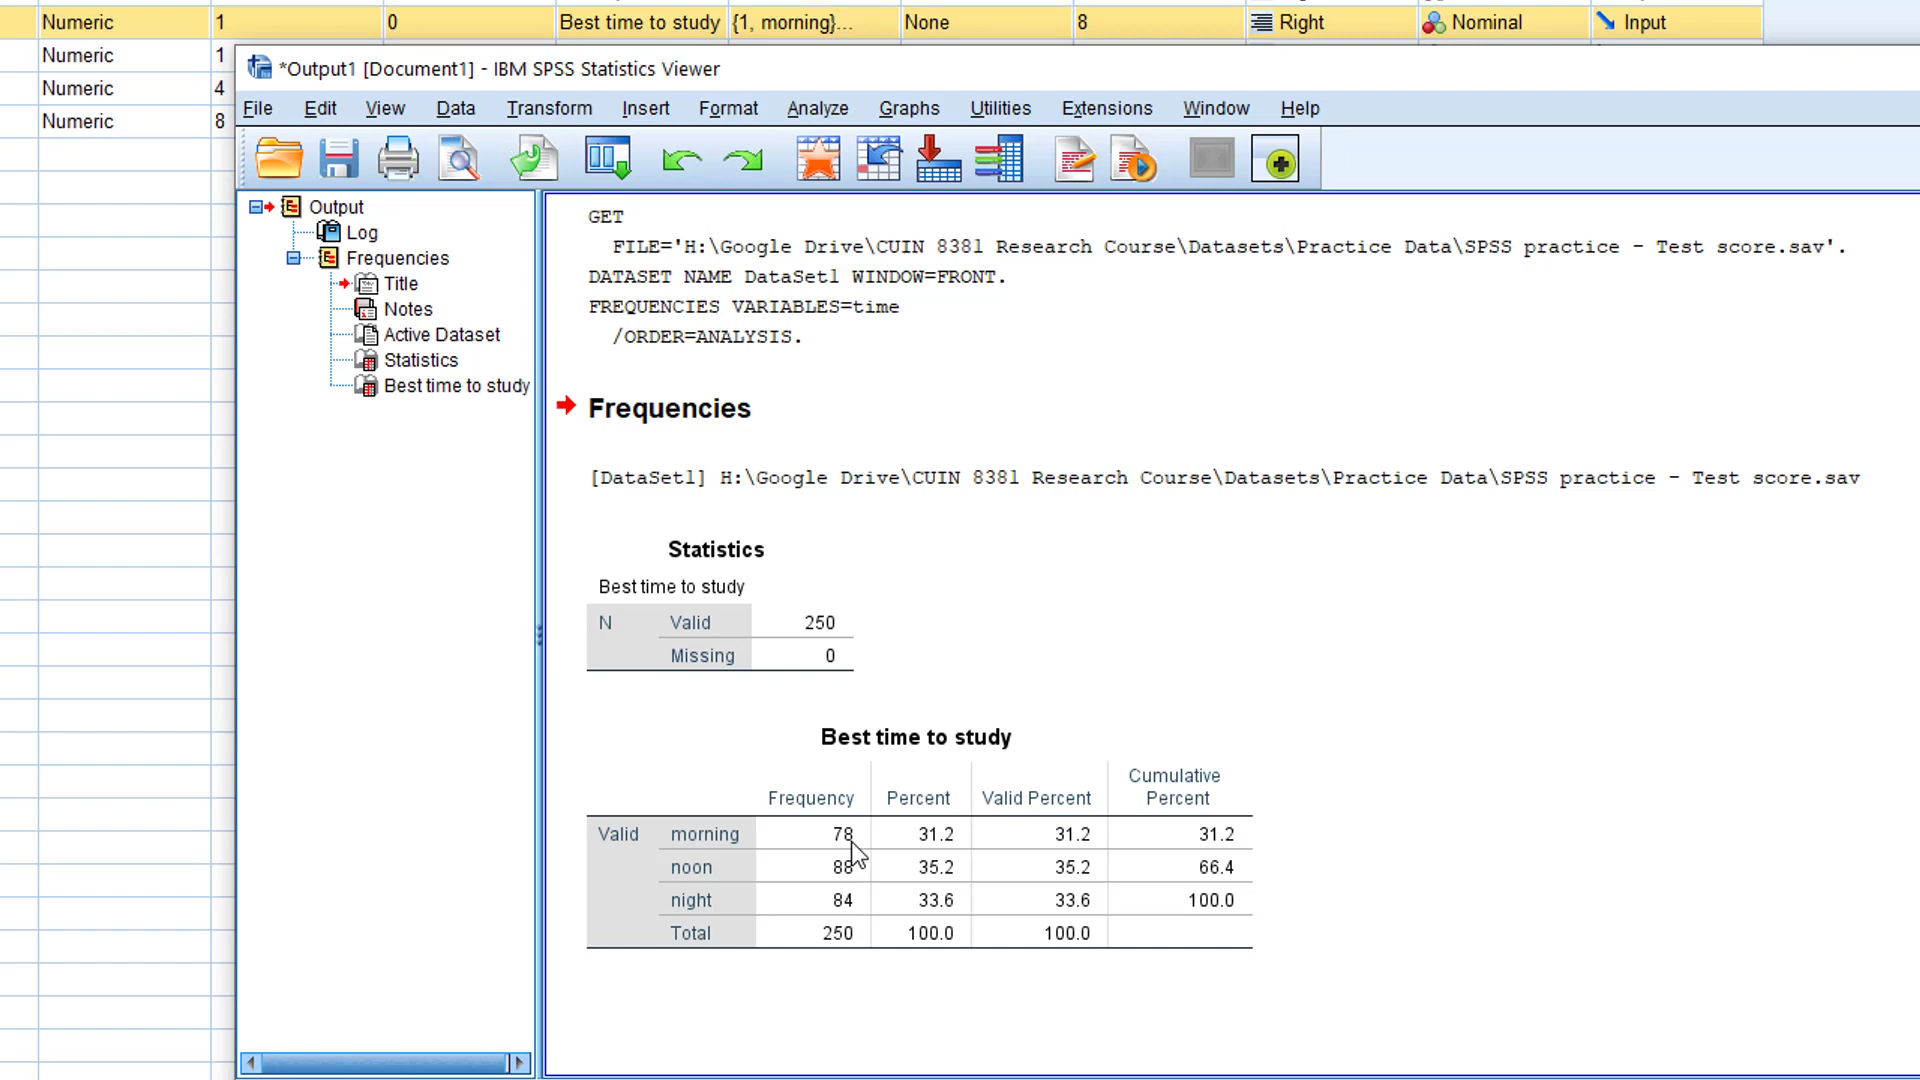 Numeric 1 0 Best time to study {1, morning}... None 8 Right Nominal Input
Numeric 1
Numeric 4
Numeric 8
*Output1 [Document1] - IBM SPSS Statistics Viewer
File Edit View Data Transform Insert Format Analyze Graphs Utilities Extensions Window Help
Output
Log
Frequencies
Title
Notes
Active Dataset
Statistics
Best time to study
GET
FILE='H:\Google Drive\CUIN 8381 Research Course\Datasets\Practice Data\SPSS practice - Test score.sav'.
DATASET NAME DataSet1 WINDOW=FRONT.
FREQUENCIES VARIABLES=time
/ORDER=ANALYSIS.
Frequencies
[DataSet1] H:\Google Drive\CUIN 8381 Research Course\Datasets\Practice Data\SPSS practice - Test score.sav
Statistics
Best time to study
N Valid 250
Missing 0
Best time to study
Frequency Percent Valid Percent Cumulative Percent
Valid morning 78 31.2 31.2 31.2
noon 88 35.2 35.2 66.4
night 84 33.6 33.6 100.0
Total 250 100.0 100.0